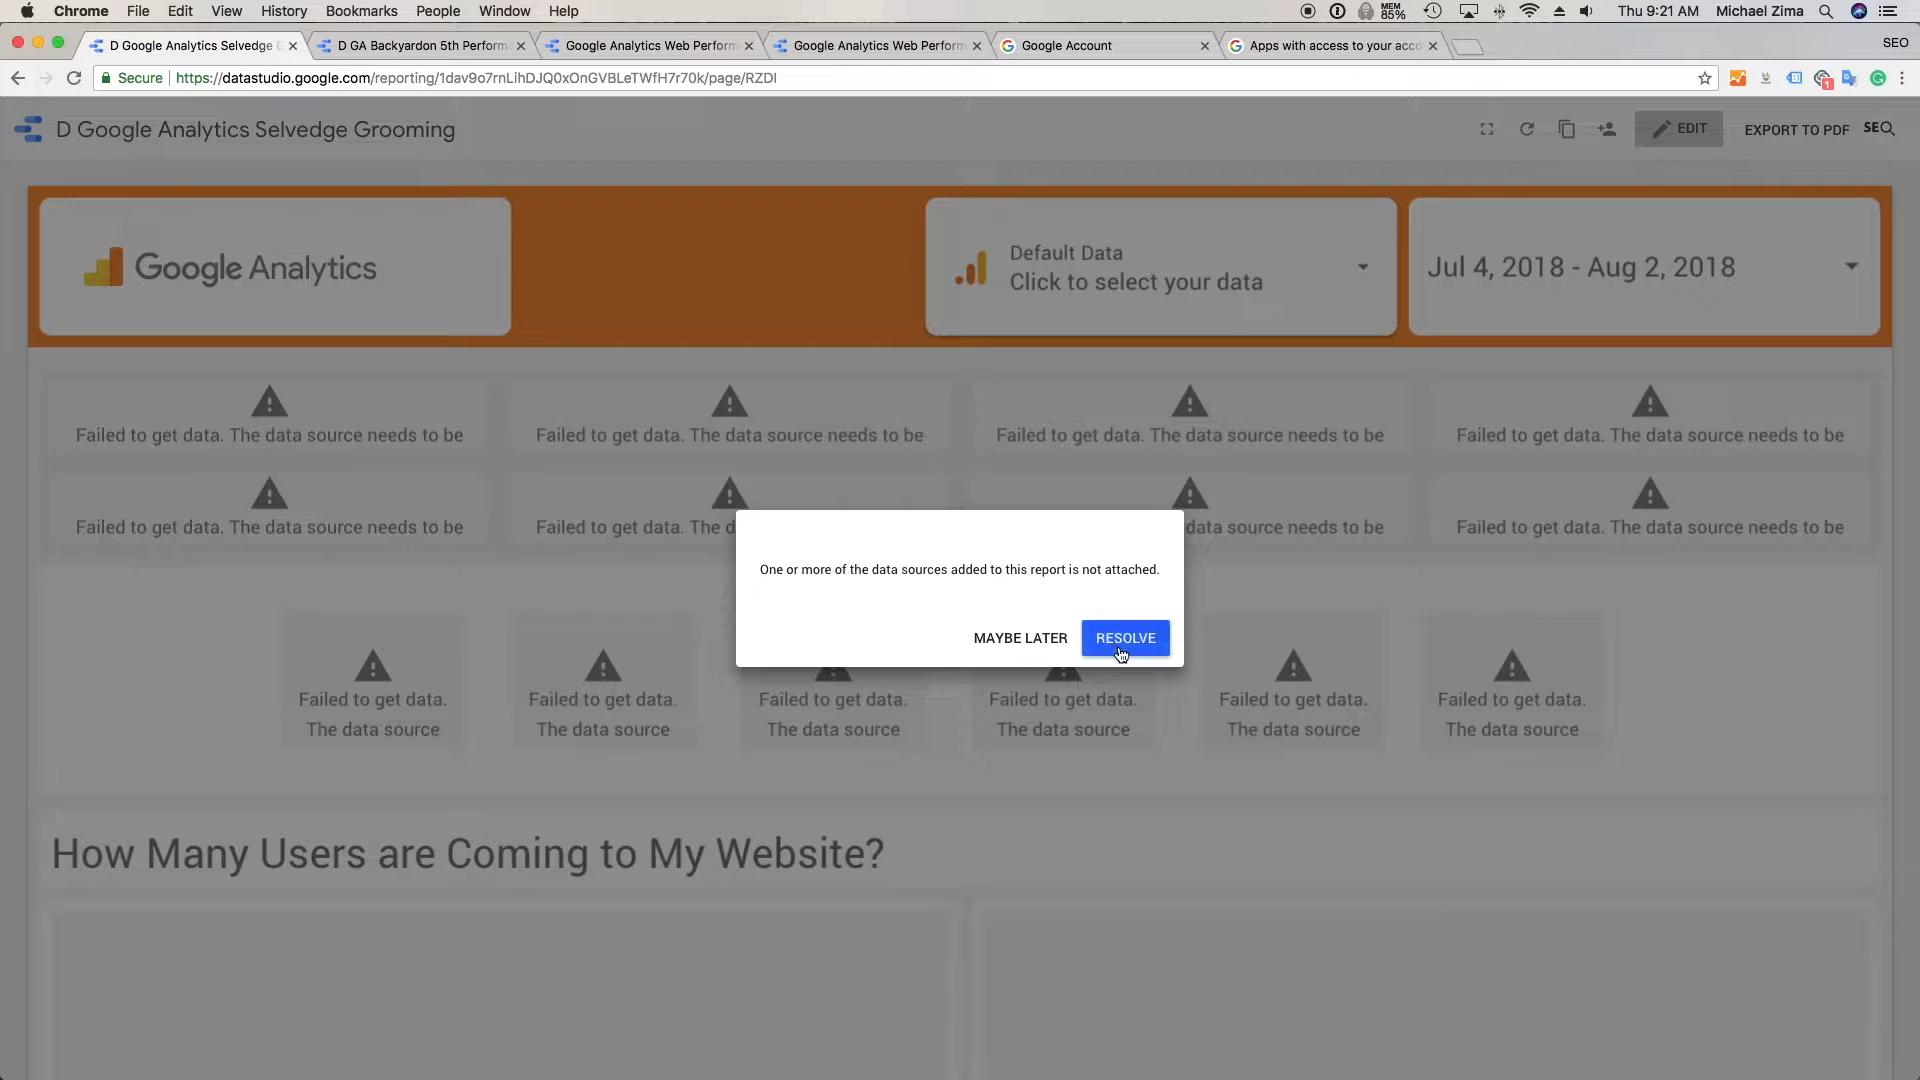 Chrome File Edit View History Bookmarks People Window Help MEM 85% Thu 9:21 AM Michael Zima
D Google Analytics Selvedge G D GA Backyardon 5th Perform Google Analytics Web Perform Google Analytics Web Perform Google Account Apps with access to your acco SEO
Secure https://datastudio.google.com/reporting/1dav9o7rnLihDJQ0xOnGVBLeTWfH7r70k/page/RZDI 1
D Google Analytics Selvedge Grooming EDIT EXPORT TO PDF SEO
Google Analytics
Default Data
Click to select your data
Jul 4, 2018 - Aug 2, 2018
Failed to get data. The data source needs to be Failed to get data. The data source needs to be Failed to get data. The data source needs to be Failed to get data. The data source needs to be
Failed to get data. The data source needs to be Failed to get data. The d data source needs to be Failed to get data. The data source needs to be
One or more of the data sources added to this report is not attached.
MAYBE LATER RESOLVE
Failed to get data. Failed to get data. Failed to get data. Failed to get data. Failed to get data. Failed to get data.
The data source The data source The data source The data source The data source The data source
How Many Users are Coming to My Website?